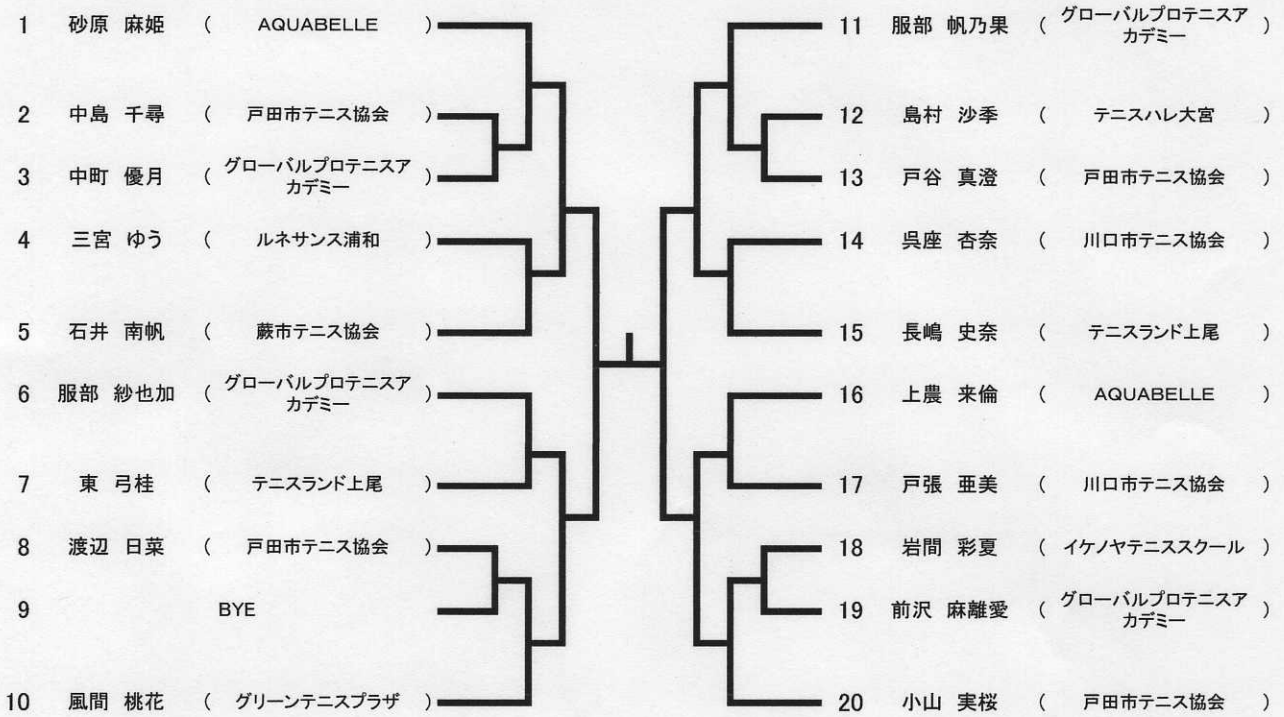 1 砂原 麻姫 ( AQUABELLE )
2 中島 千尋 ( 戸田市テニス協会 )
3 中町 優月 ( グローバルプロテニスア
カデミー )
4 三宮 ゆう ( ルネサンス浦和 )
5 石井 南帆 ( 蕨市テニス協会 )
6 服部 紗也加 ( グローバルプロテニスア
カデミー )
7 東 弓桂 ( テニスランド上尾 )
8 渡辺 日菜 ( 戸田市テニス協会 )
9 BYE
10 風間 桃花 ( グリーンテニスプラザ )
11 服部 帆乃果 ( グローバルプロテニスア
カデミー )
12 島村 沙季 ( テニスハレ大宮 )
13 戸谷 真澄 ( 戸田市テニス協会 )
14 呉座 杏奈 ( 川口市テニス協会 )
15 長嶋 史奈 ( テニスランド上尾 )
16 上農 来倫 ( AQUABELLE )
17 戸張 亜美 ( 川口市テニス協会 )
18 岩間 彩夏 ( イケノヤテニススクール )
19 前沢 麻離愛 ( グローバルプロテニスア
カデミー )
20 小山 実桜 ( 戸田市テニス協会 )